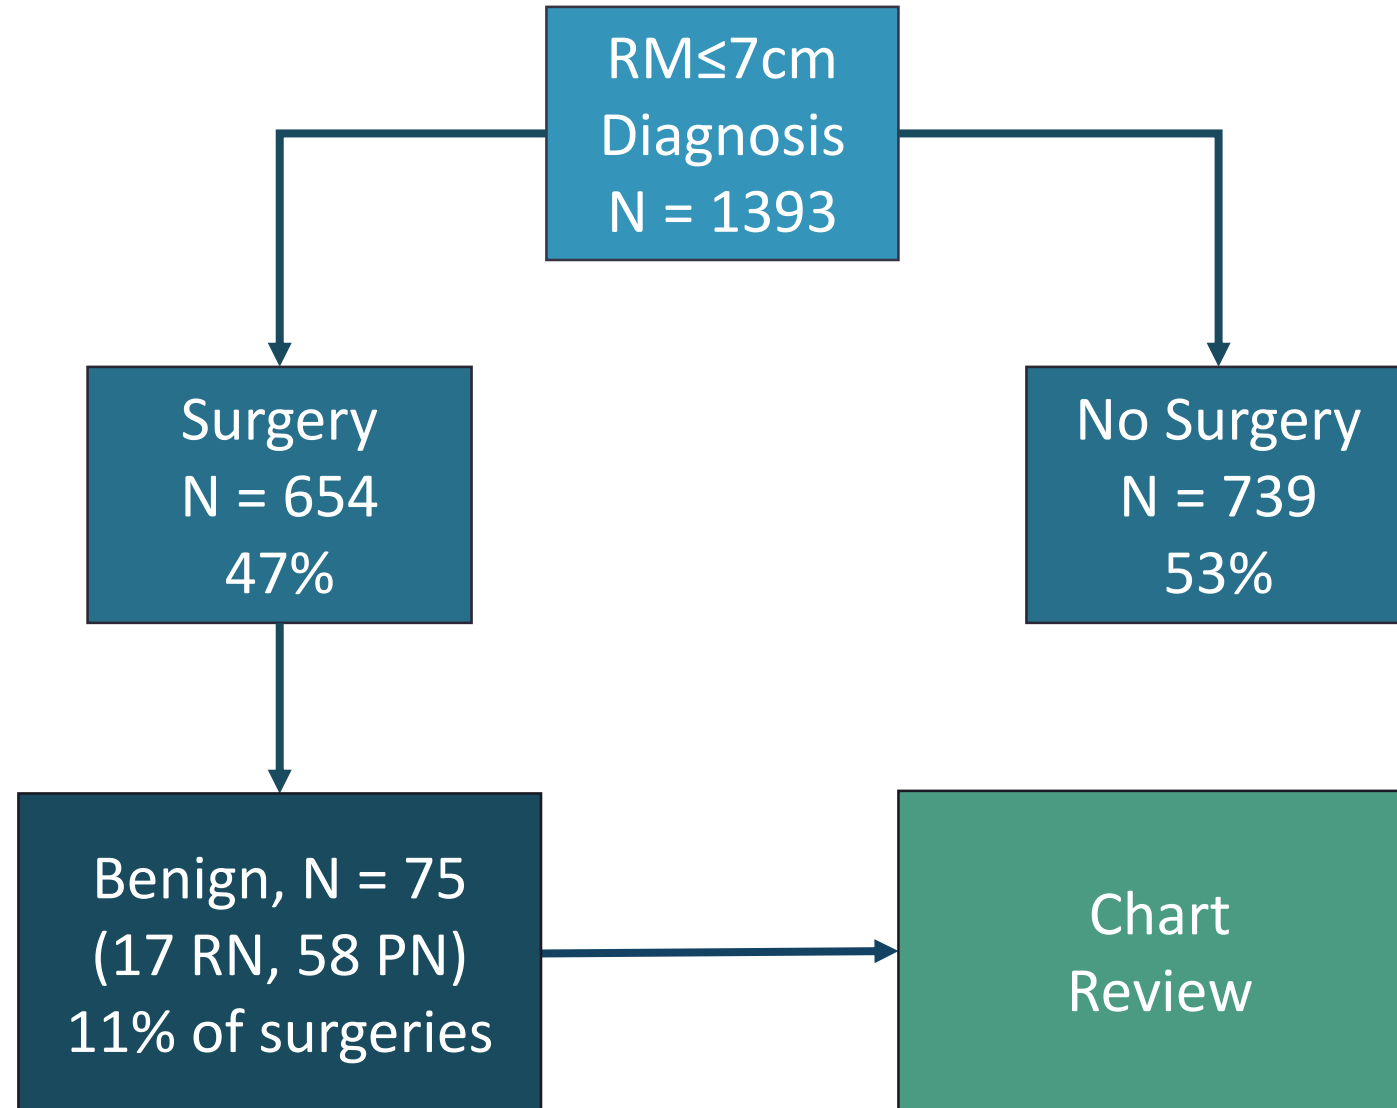 RM≤7cm
Diagnosis
N = 1393
Surgery
N = 654
47%
No Surgery
N = 739
53%
Benign, N = 75
(17 RN, 58 PN)
11% of surgeries
Chart
Review